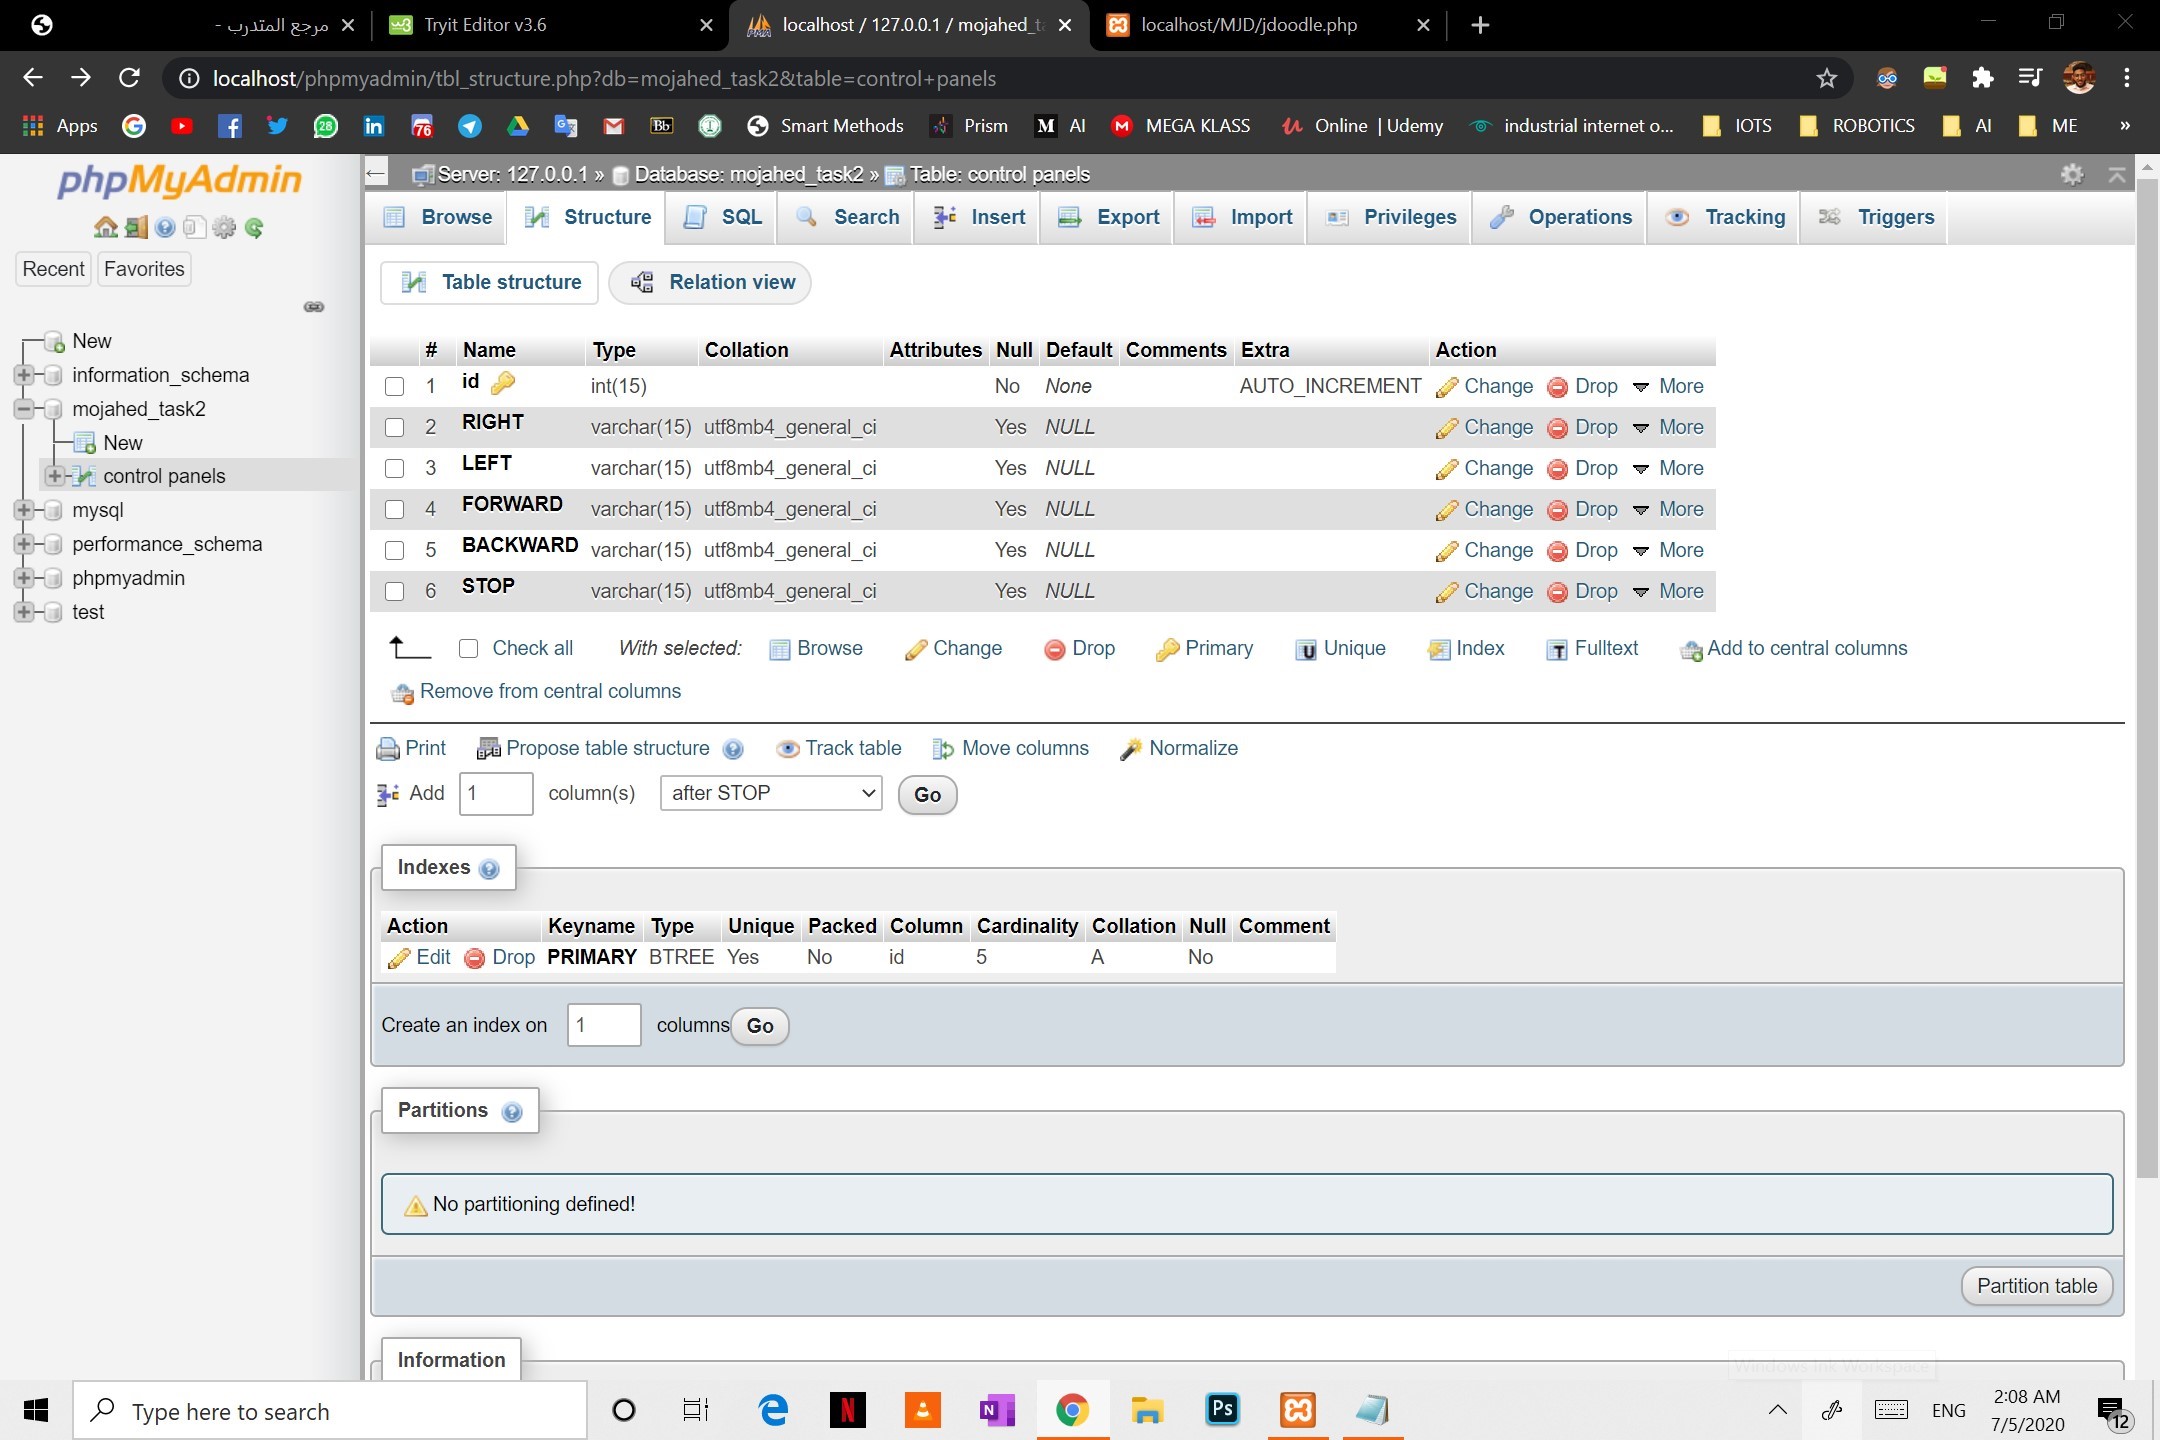 مرجع المتدرب -
Tryit Editor v3.6
localhost / 127.0.0.1 / mojahed_t
localhost/MJD/jdoodle.php
localhost/phpmyadmin/tbl_structure.php?db=mojahed_task2&table=control+panels
Apps
28
76
Bb
Smart Methods
Prism
AI
MEGA KLASS
Online | Udemy
industrial internet o...
IOTS
ROBOTICS
AI
ME
»
phpMyAdmin
Recent
Favorites
New
information_schema
mojahed_task2
New
control panels
mysql
performance_schema
phpmyadmin
test
Server: 127.0.0.1 » Database: mojahed_task2 » Table: control panels
Browse Structure SQL Search Insert Export Import Privileges Operations Tracking Triggers
Table structure Relation view
# Name Type Collation Attributes Null Default Comments Extra Action
1 id int(15) No None AUTO_INCREMENT Change Drop More
2 RIGHT varchar(15) utf8mb4_general_ci Yes NULL Change Drop More
3 LEFT varchar(15) utf8mb4_general_ci Yes NULL Change Drop More
4 FORWARD varchar(15) utf8mb4_general_ci Yes NULL Change Drop More
5 BACKWARD varchar(15) utf8mb4_general_ci Yes NULL Change Drop More
6 STOP varchar(15) utf8mb4_general_ci Yes NULL Change Drop More
Check all With selected: Browse Change Drop Primary Unique Index Fulltext Add to central columns
Remove from central columns
Print Propose table structure Track table Move columns Normalize
Add 1 column(s) after STOP Go
Indexes
Action Keyname Type Unique Packed Column Cardinality Collation Null Comment
Edit Drop PRIMARY BTREE Yes No id 5 A No
Create an index on 1 columns Go
Partitions
No partitioning defined!
Partition table
Information
Windows Ink Workspace
Type here to search
Ps
ENG
2:08 AM
7/5/2020
12